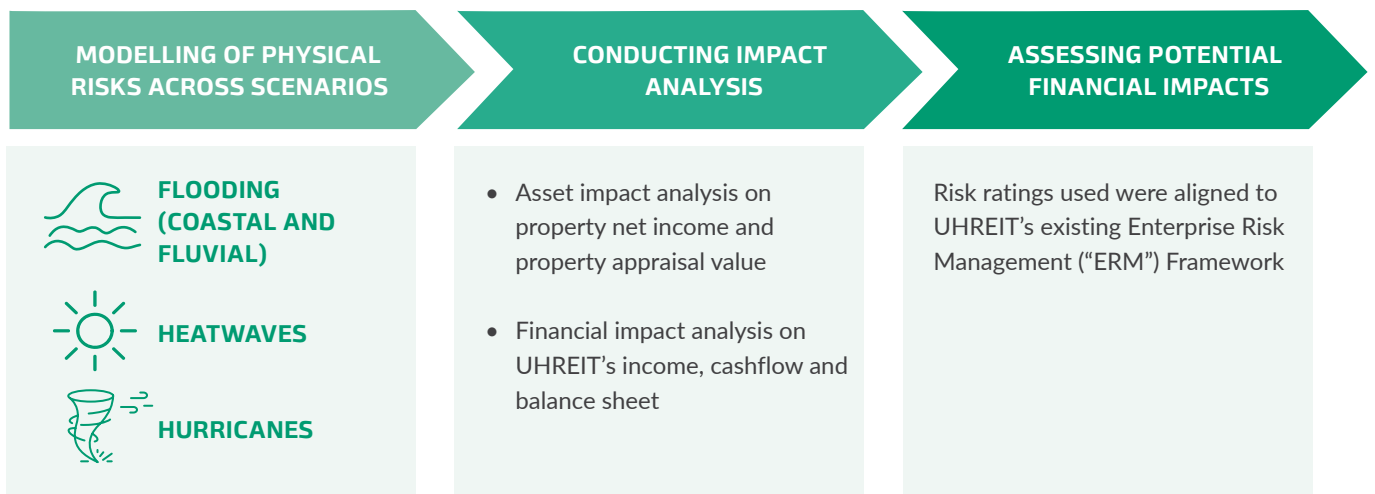 MODELLING OF PHYSICAL
RISKS ACROSS SCENARIOS
CONDUCTING IMPACT
ANALYSIS
ASSESSING POTENTIAL
FINANCIAL IMPACTS
FLOODING
(COASTAL AND
FLUVIAL)
HEATWAVES
HURRICANES
• Asset impact analysis on
property net income and
property appraisal value
• Financial impact analysis on
UHREIT’s income, cashflow and
balance sheet
Risk ratings used were aligned to
UHREIT’s existing Enterprise Risk
Management (“ERM”) Framework